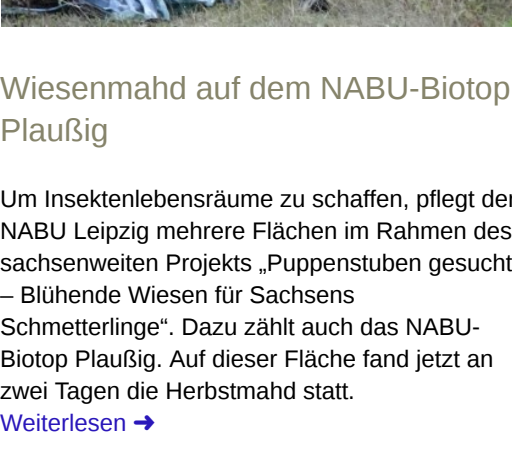 Wiesenmahd auf dem NABU-Biotop
Plaußig
Um Insektenlebensräume zu schaffen, pflegt der
NABU Leipzig mehrere Flächen im Rahmen des
sachsenweiten Projekts „Puppenstuben gesucht
– Blühende Wiesen für Sachsens
Schmetterlinge“. Dazu zählt auch das NABU-
Biotop Plaußig. Auf dieser Fläche fand jetzt an
zwei Tagen die Herbstmahd statt.
Weiterlesen ➜